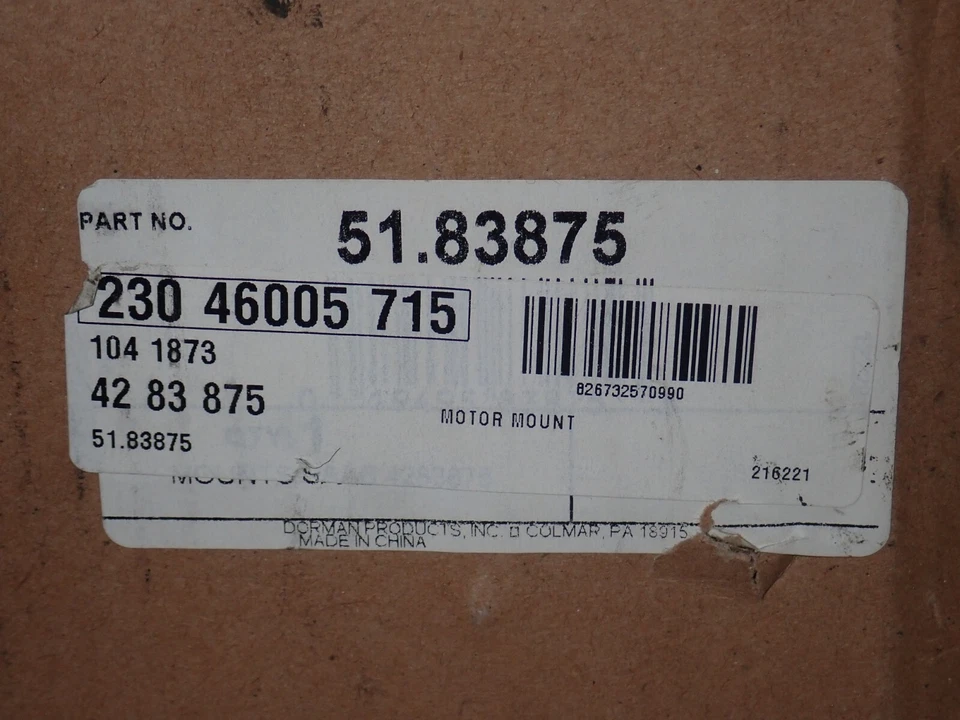 PART NO.
51.83875
230 46005 715
104 1873
826732570990
42 83 875
MOTOR MOUNT
51.83875
216221
DORMAN PRODUCTS, INC. COLMAR, PA 18915
MADE IN CHINA